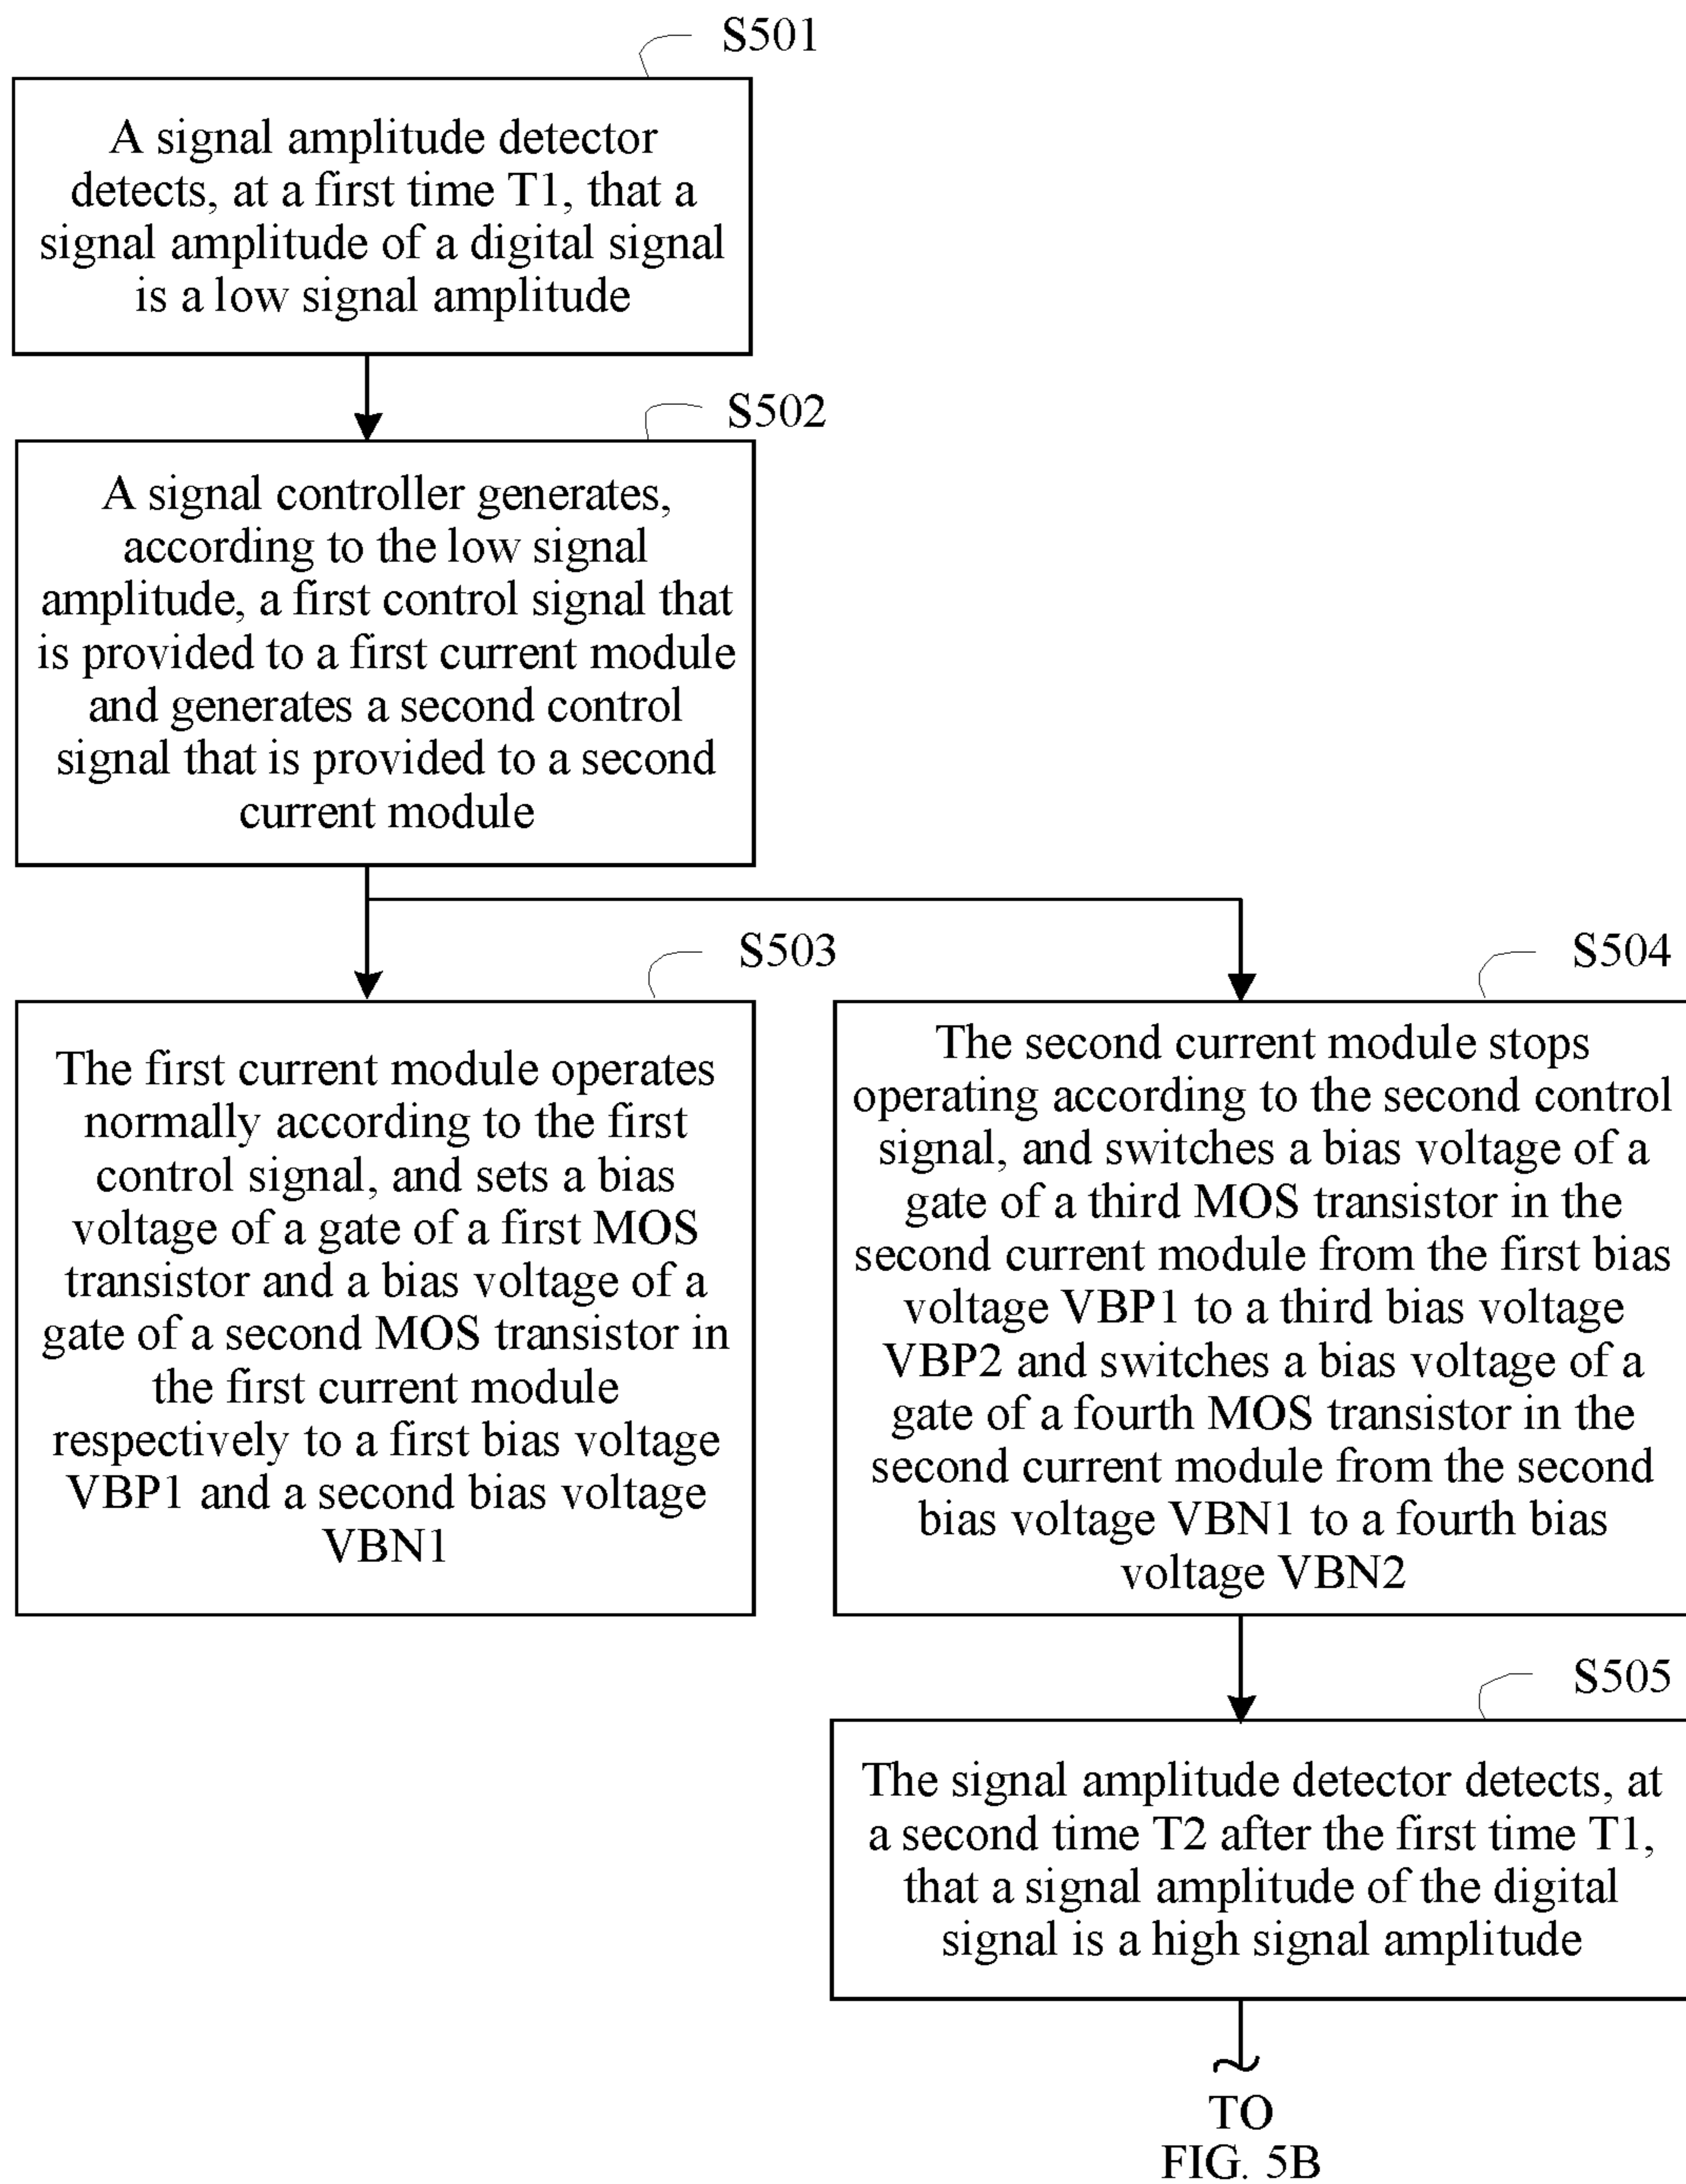 S501
A signal amplitude detector
detects, at a first time T1, that a
signal amplitude of a digital signal
is a low signal amplitude
S502
A signal controller generates,
according to the low signal
amplitude, a first control signal that
is provided to a first current module
and generates a second control
signal that is provided to a second
current module
S503
The first current module operates
normally according to the first
control signal, and sets a bias
voltage of a gate of a first MOS
transistor and a bias voltage of a
gate of a second MOS transistor in
the first current module
respectively to a first bias voltage
VBP1 and a second bias voltage
VBN1
S504
The second current module stops
operating according to the second control
signal, and switches a bias voltage of a
gate of a third MOS transistor in the
second current module from the first bias
voltage VBP1 to a third bias voltage
VBP2 and switches a bias voltage of a
gate of a fourth MOS transistor in the
second current module from the second
bias voltage VBN1 to a fourth bias
voltage VBN2
S505
The signal amplitude detector detects, at
a second time T2 after the first time T1,
that a signal amplitude of the digital
signal is a high signal amplitude
TO
FIG. 5B